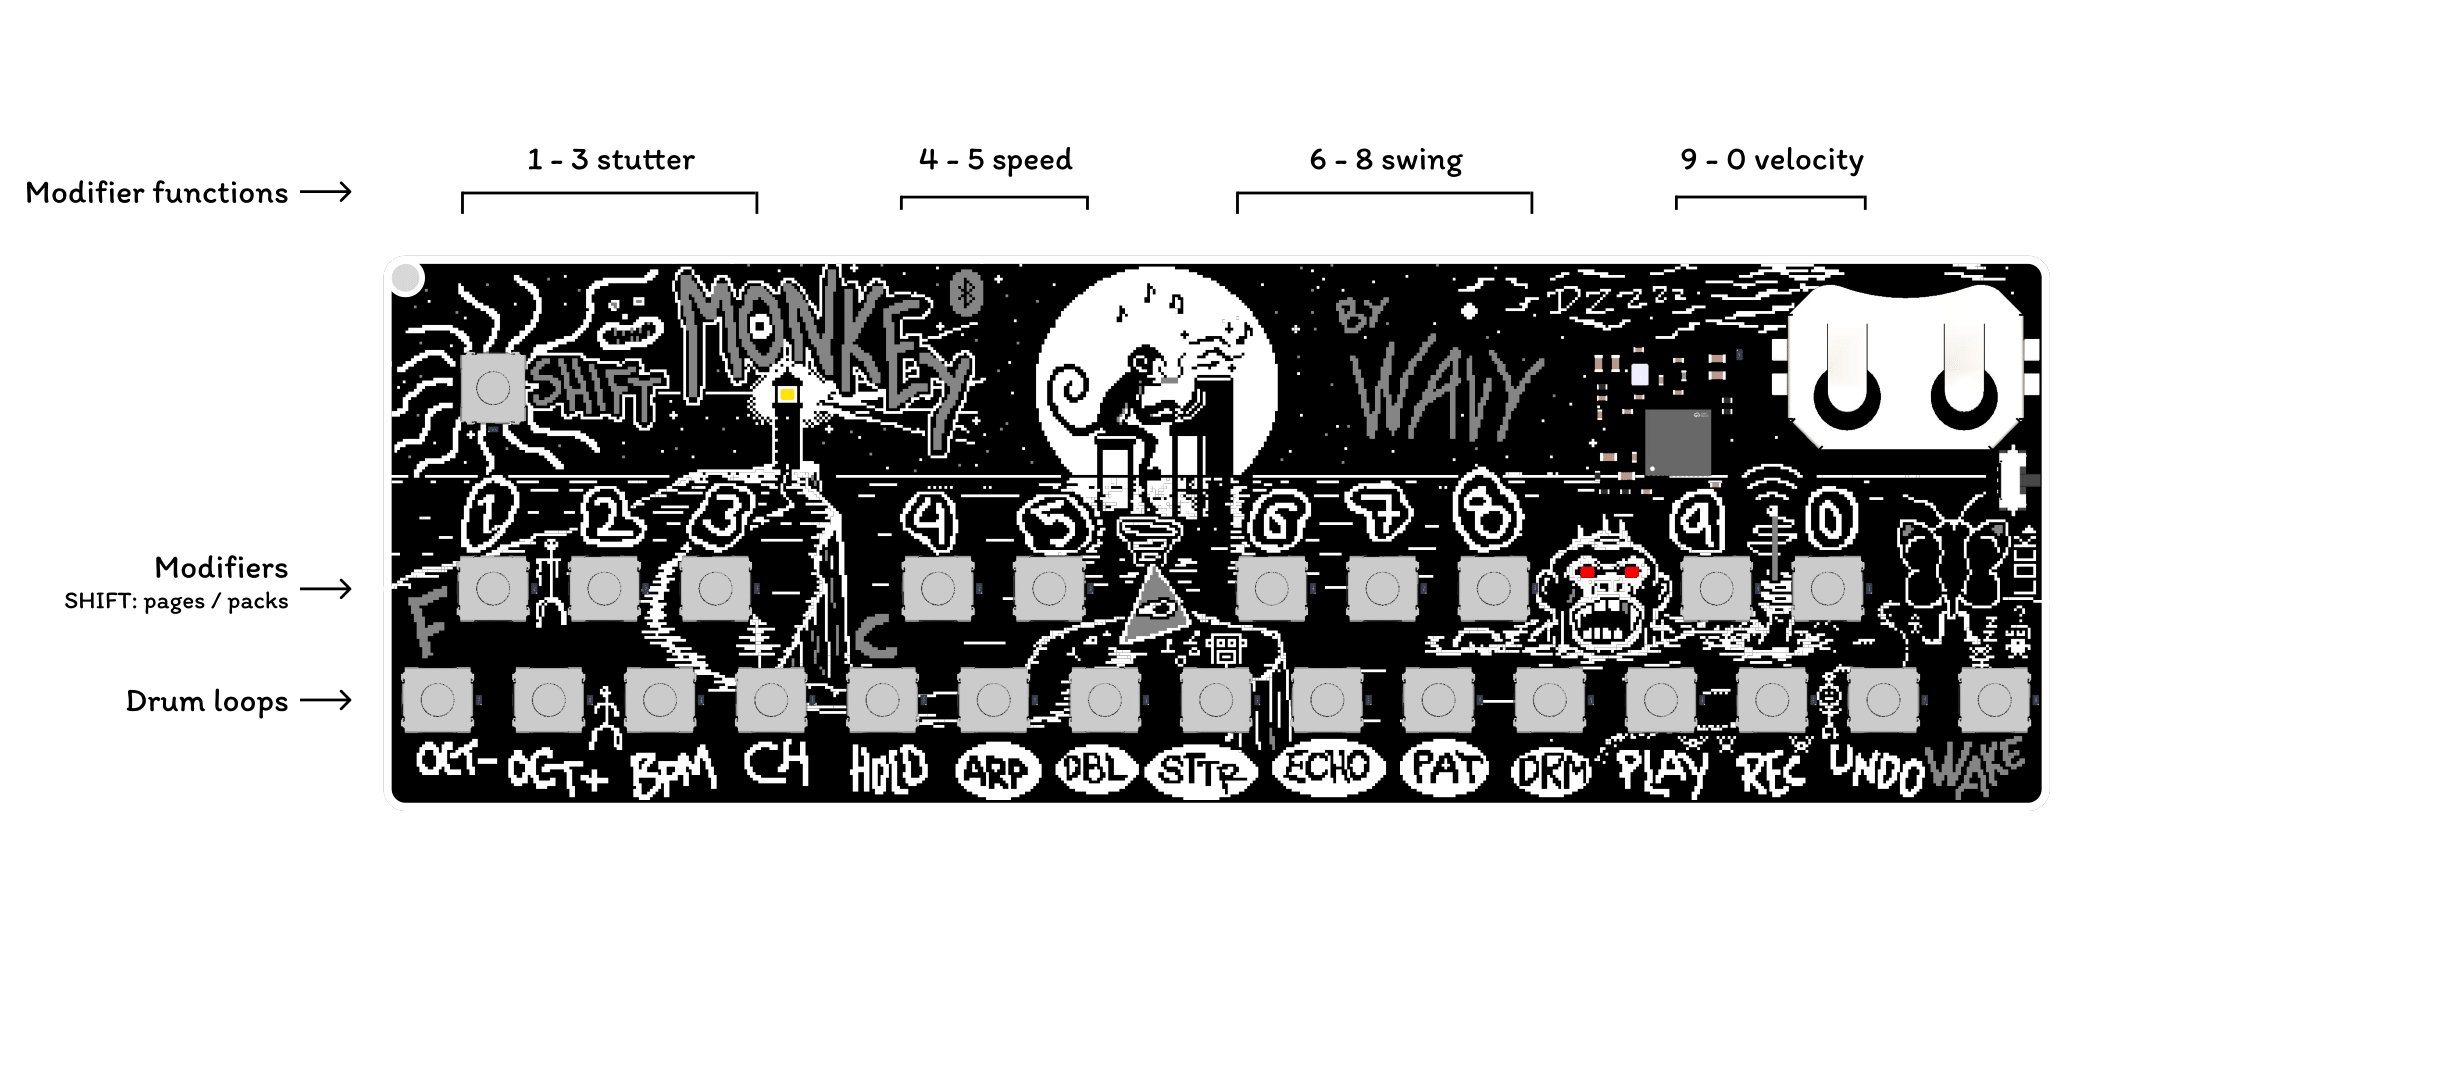 1 - 3 stutter
4 - 5 speed
6 - 8 swing
9 - 0 velocity
Modifier functions
MONKEY
BY
WAVY
DZzzzz
SHIFT
1 2 3 4 5 6 7 8 9 0
Modifiers
SHIFT: pages / packs
LOCK
F
C
Drum loops
OCT- OCT+ BPM CH HOLD ARP DBL STTR ECHO PAT DRM PLAY REC UNDO WAKE